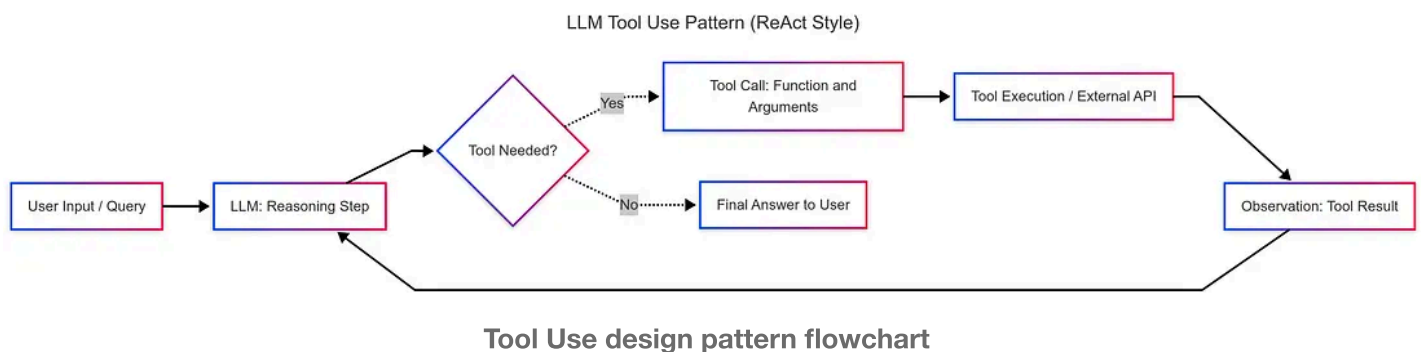 LLM Tool Use Pattern (ReAct Style)
User Input / Query
LLM: Reasoning Step
Tool Needed?
Yes
Tool Call: Function and
Arguments
Tool Execution / External API
Observation: Tool Result
No
Final Answer to User
Tool Use design pattern flowchart